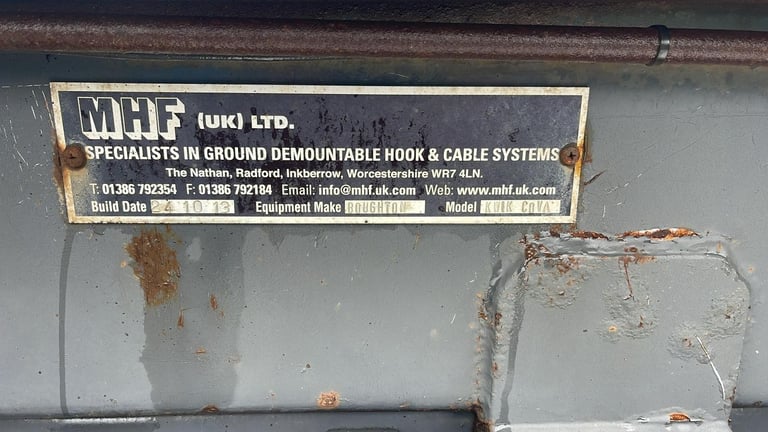 MHF (UK) LTD.
SPECIALISTS IN GROUND DEMOUNTABLE HOOK & CABLE SYSTEMS
The Nathan, Radford, Inkberrow, Worcestershire WR7 4LN.
T: 01386 792354 F: 01386 792184 Email: info@mhf.uk.com Web: www.mhf.uk.com
Build Date 24 10 13 Equipment Make BOUGHTON Model KWIK COVA